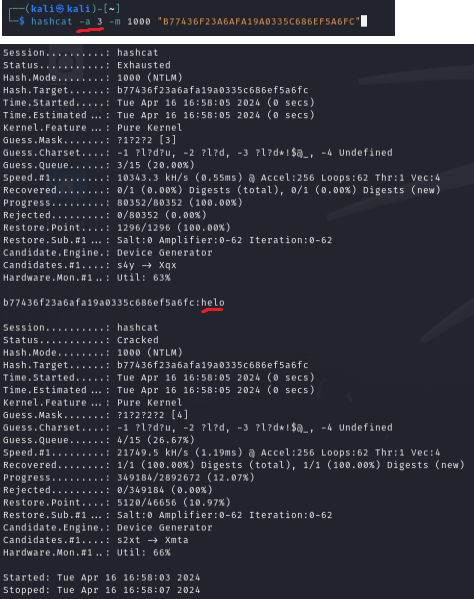 ┌──(kali㉿kali)-[~]
└─$ hashcat -a 3 -m 1000 "B77436F23A6AFA19A0335C686EF5A6FC"
Session..........: hashcat
Status...........: Exhausted
Hash.Mode........: 1000 (NTLM)
Hash.Target......: b77436f23a6afa19a0335c686ef5a6fc
Time.Started.....: Tue Apr 16 16:58:05 2024 (0 secs)
Time.Estimated...: Tue Apr 16 16:58:05 2024 (0 secs)
Kernel.Feature...: Pure Kernel
Guess.Mask.......: ?1?2?2 [3]
Guess.Charset....: -1 ?l?d?u, -2 ?l?d, -3 ?l?d*!$@_, -4 Undefined
Guess.Queue......: 3/15 (20.00%)
Speed.#1.........: 10343.3 kH/s (0.55ms) @ Accel:256 Loops:62 Thr:1 Vec:4
Recovered........: 0/1 (0.00%) Digests (total), 0/1 (0.00%) Digests (new)
Progress.........: 80352/80352 (100.00%)
Rejected.........: 0/80352 (0.00%)
Restore.Point....: 1296/1296 (100.00%)
Restore.Sub.#1...: Salt:0 Amplifier:0-62 Iteration:0-62
Candidate.Engine.: Device Generator
Candidates.#1....: s4y -> Xqx
Hardware.Mon.#1..: Util: 63%
b77436f23a6afa19a0335c686ef5a6fc:helo
Session..........: hashcat
Status...........: Cracked
Hash.Mode........: 1000 (NTLM)
Hash.Target......: b77436f23a6afa19a0335c686ef5a6fc
Time.Started.....: Tue Apr 16 16:58:05 2024 (0 secs)
Time.Estimated...: Tue Apr 16 16:58:05 2024 (0 secs)
Kernel.Feature...: Pure Kernel
Guess.Mask.......: ?1?2?2?2 [4]
Guess.Charset....: -1 ?l?d?u, -2 ?l?d, -3 ?l?d*!$@_, -4 Undefined
Guess.Queue......: 4/15 (26.67%)
Speed.#1.........: 21749.5 kH/s (1.19ms) @ Accel:256 Loops:62 Thr:1 Vec:4
Recovered........: 1/1 (100.00%) Digests (total), 1/1 (100.00%) Digests (new)
Progress.........: 349184/2892672 (12.07%)
Rejected.........: 0/349184 (0.00%)
Restore.Point....: 5120/46656 (10.97%)
Restore.Sub.#1...: Salt:0 Amplifier:0-62 Iteration:0-62
Candidate.Engine.: Device Generator
Candidates.#1....: s2xt -> Xmta
Hardware.Mon.#1..: Util: 66%
Started: Tue Apr 16 16:58:03 2024
Stopped: Tue Apr 16 16:58:07 2024